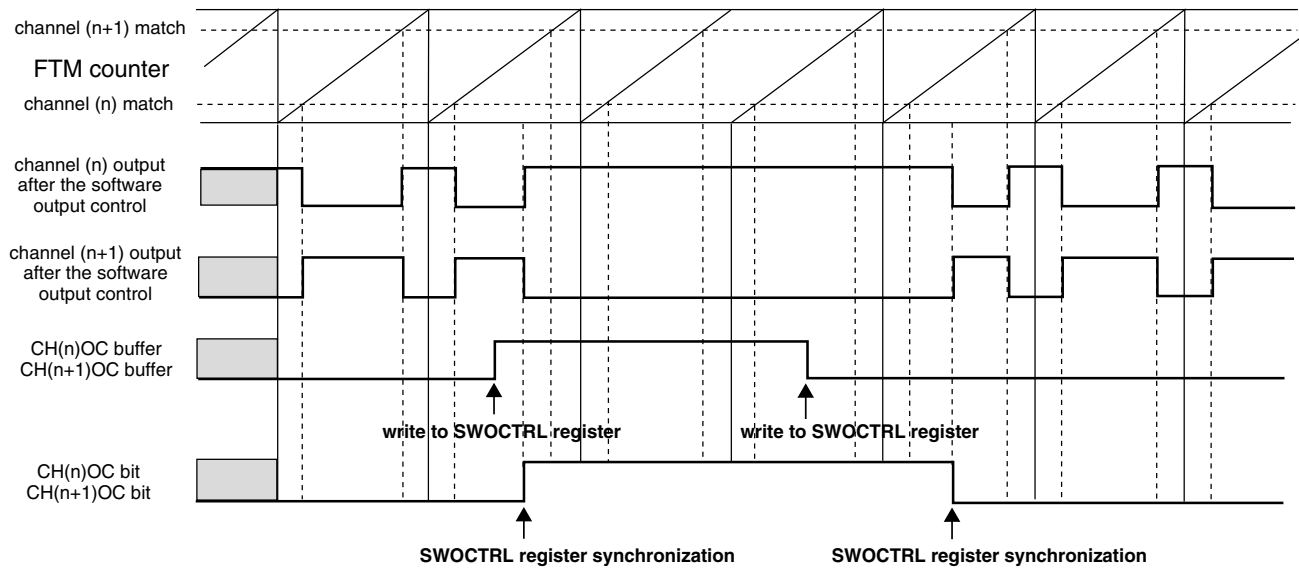 channel (n+1) match
FTM counter
channel (n) match
channel (n) output
after the software
output control
channel (n+1) output
after the software
output control
CH(n)OC buffer
CH(n+1)OC buffer
write to SWOCTRL register
write to SWOCTRL register
CH(n)OC bit
CH(n+1)OC bit
SWOCTRL register synchronization
SWOCTRL register synchronization